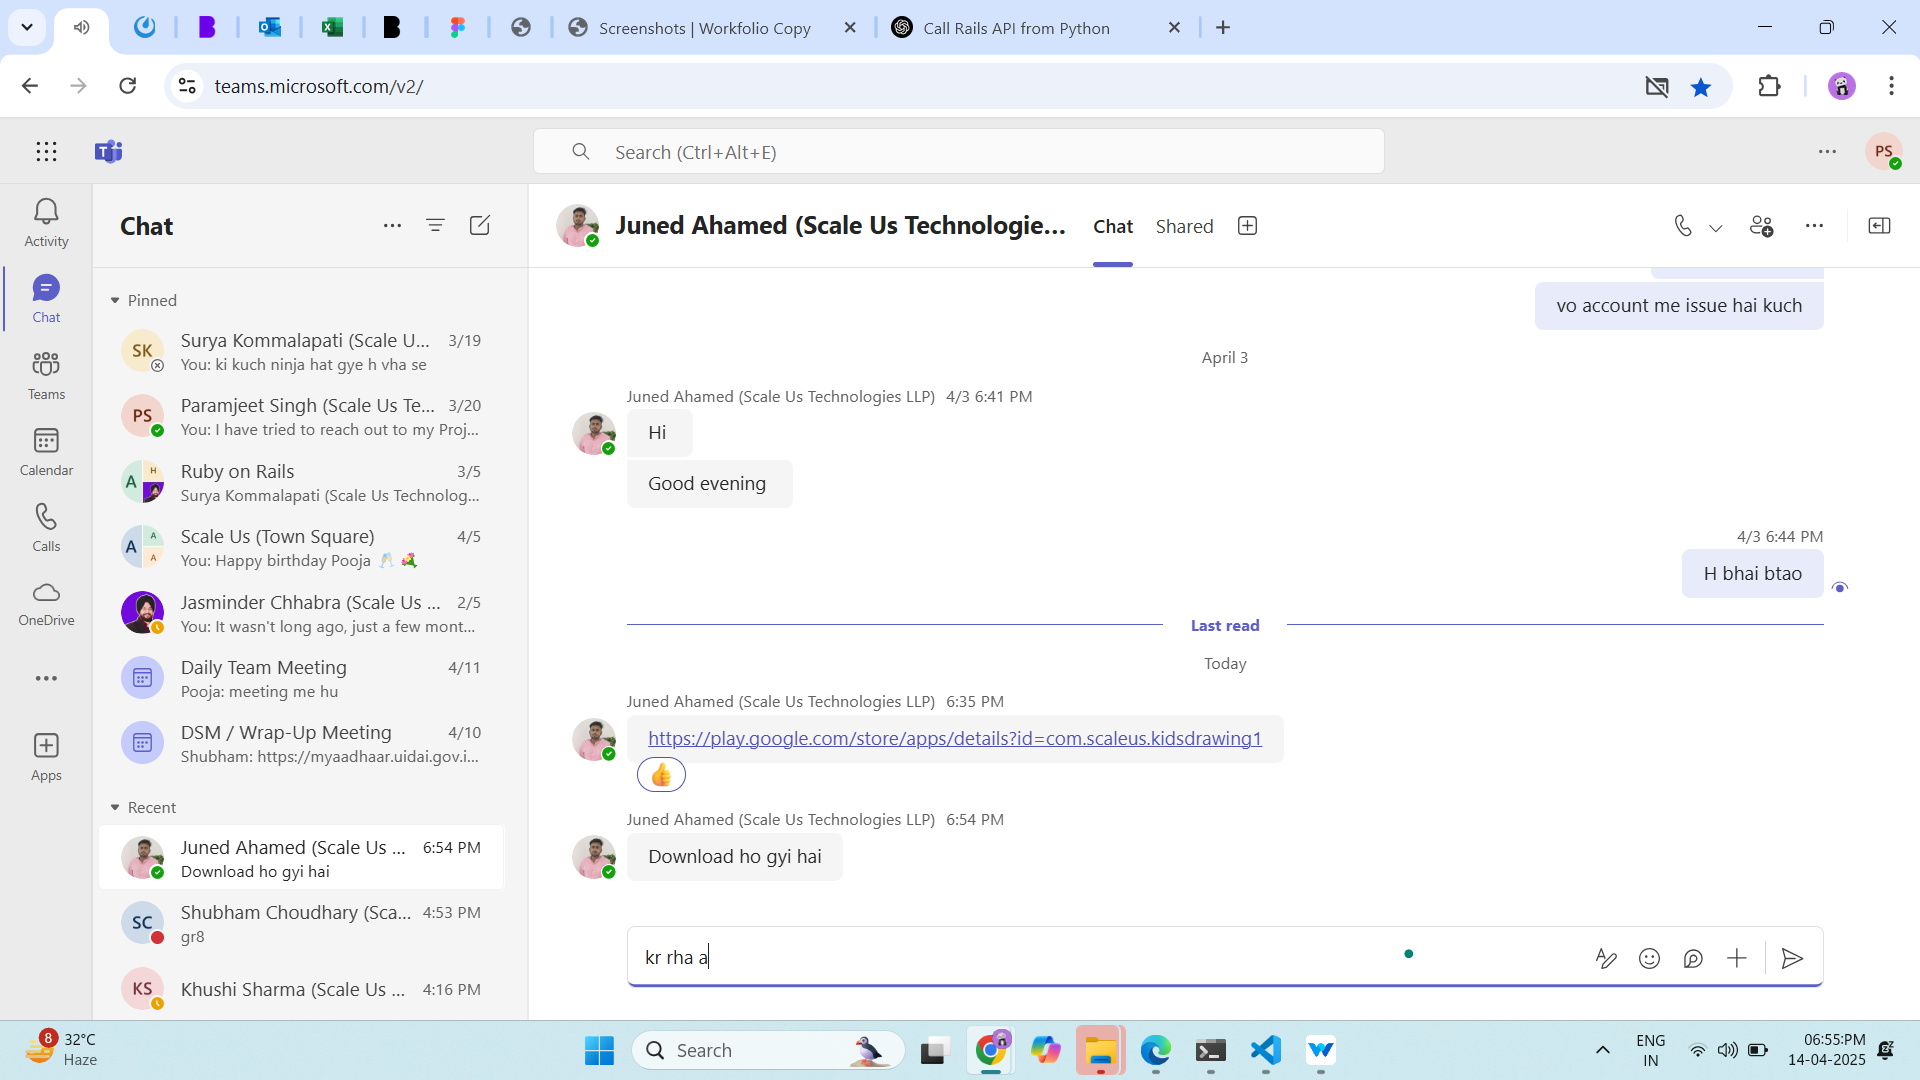 Screenshots | Workfolio Copy
Call Rails API from Python
teams.microsoft.com/v2/
Search (Ctrl+Alt+E)
PS
Activity
Chat
Teams
Calendar
Calls
OneDrive
Apps
Chat
Pinned
SK
Surya Kommalapati (Scale U... 3/19
You: ki kuch ninja hat gye h vha se
PS
Paramjeet Singh (Scale Us Te... 3/20
You: I have tried to reach out to my Proj...
A H
Ruby on Rails 3/5
Surya Kommalapati (Scale Us Technolog...
A A A
Scale Us (Town Square) 4/5
You: Happy birthday Pooja 🥂 💐
Jasminder Chhabra (Scale Us ... 2/5
You: It wasn't long ago, just a few mont...
Daily Team Meeting 4/11
Pooja: meeting me hu
DSM / Wrap-Up Meeting 4/10
Shubham: https://myaadhaar.uidai.gov.i...
Recent
Juned Ahamed (Scale Us ... 6:54 PM
Download ho gyi hai
SC
Shubham Choudhary (Sca... 4:53 PM
gr8
KS
Khushi Sharma (Scale Us ... 4:16 PM
Juned Ahamed (Scale Us Technologie... Chat Shared
vo account me issue hai kuch
April 3
Juned Ahamed (Scale Us Technologies LLP) 4/3 6:41 PM
Hi
Good evening
4/3 6:44 PM
H bhai btao
Last read
Today
Juned Ahamed (Scale Us Technologies LLP) 6:35 PM
https://play.google.com/store/apps/details?id=com.scaleus.kidsdrawing1
👍
Juned Ahamed (Scale Us Technologies LLP) 6:54 PM
Download ho gyi hai
kr rha a
8
32°C
Haze
Search
ENG
IN
06:55:PM
14-04-2025